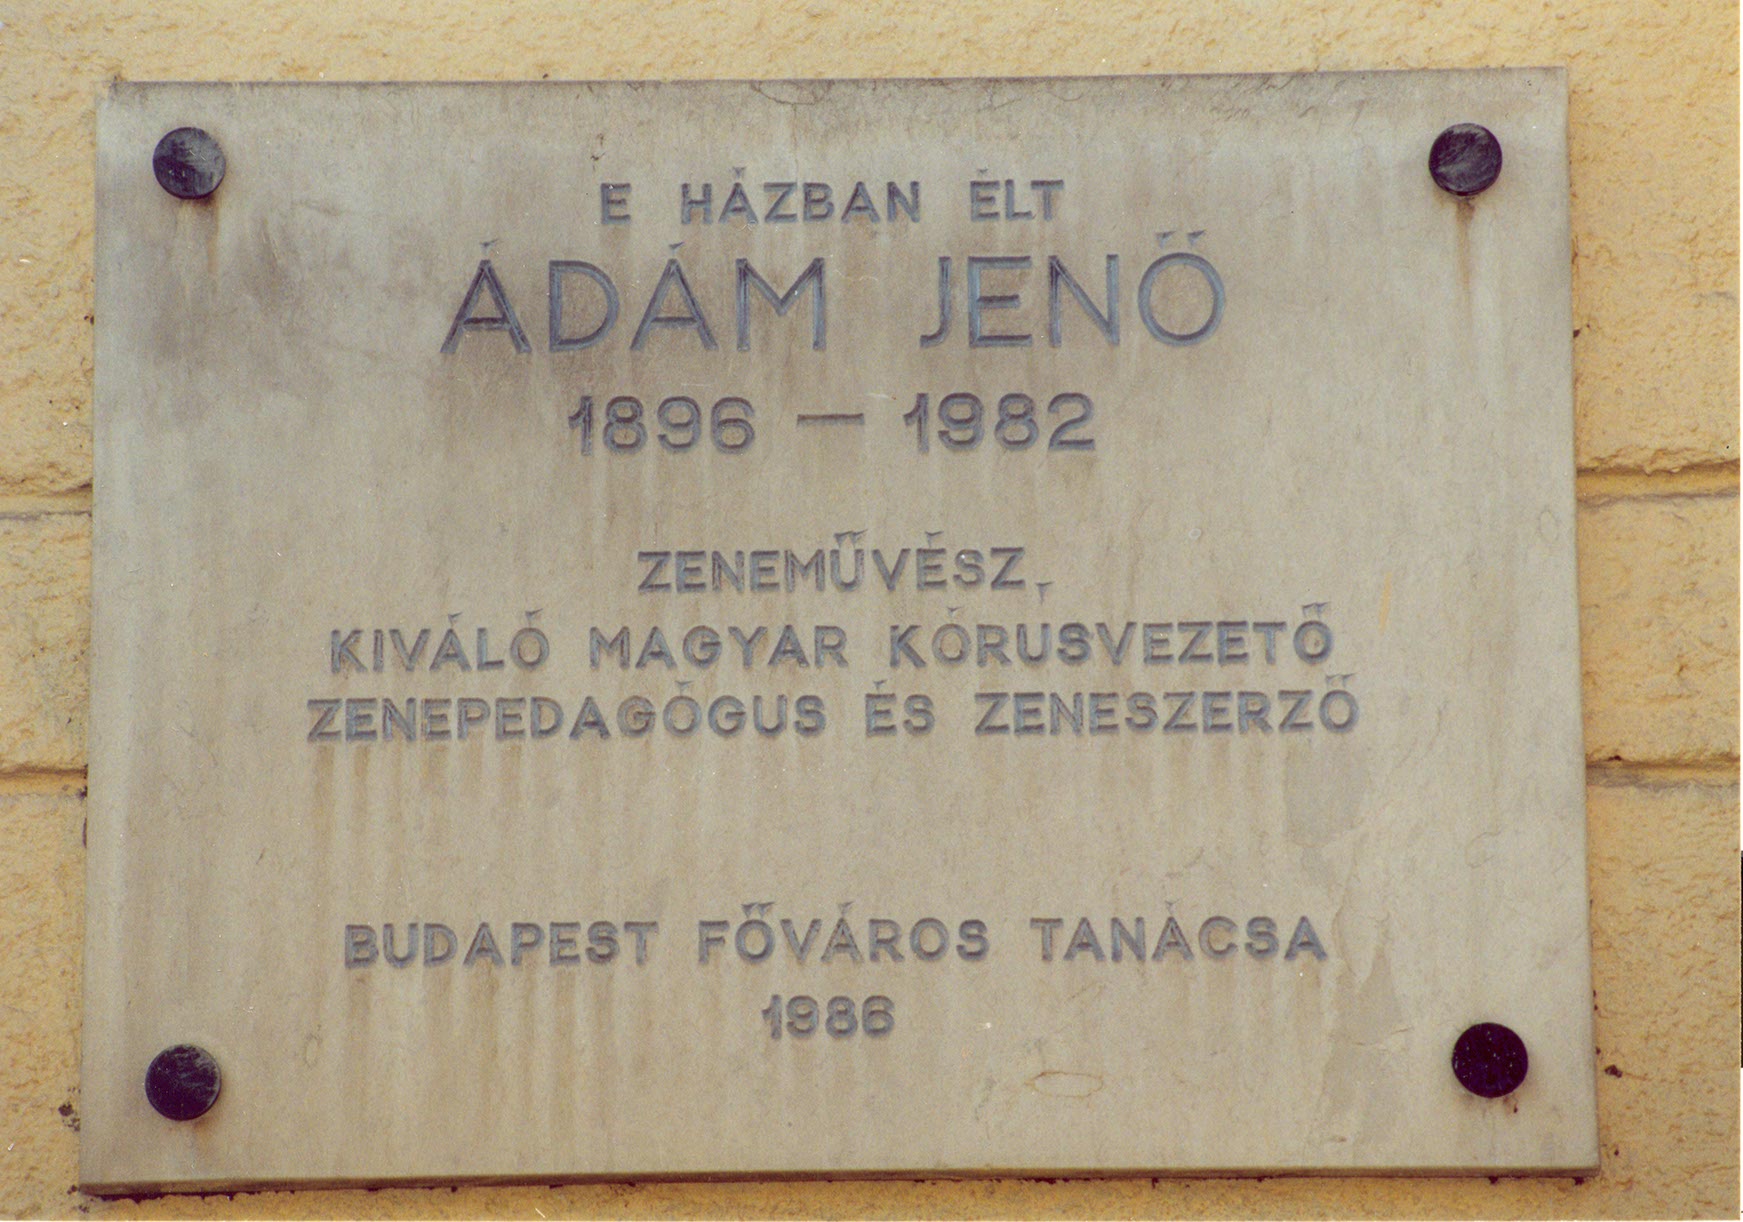 E HÁZBAN ÉLT
ÁDÁM JENŐ
1896 – 1982
ZENEMŰVÉSZ,
KIVÁLÓ MAGYAR KÓRUSVEZETŐ
ZENEPEDAGÓGUS ÉS ZENESZERZŐ
BUDAPEST FŐVÁROS TANÁCSA
1986